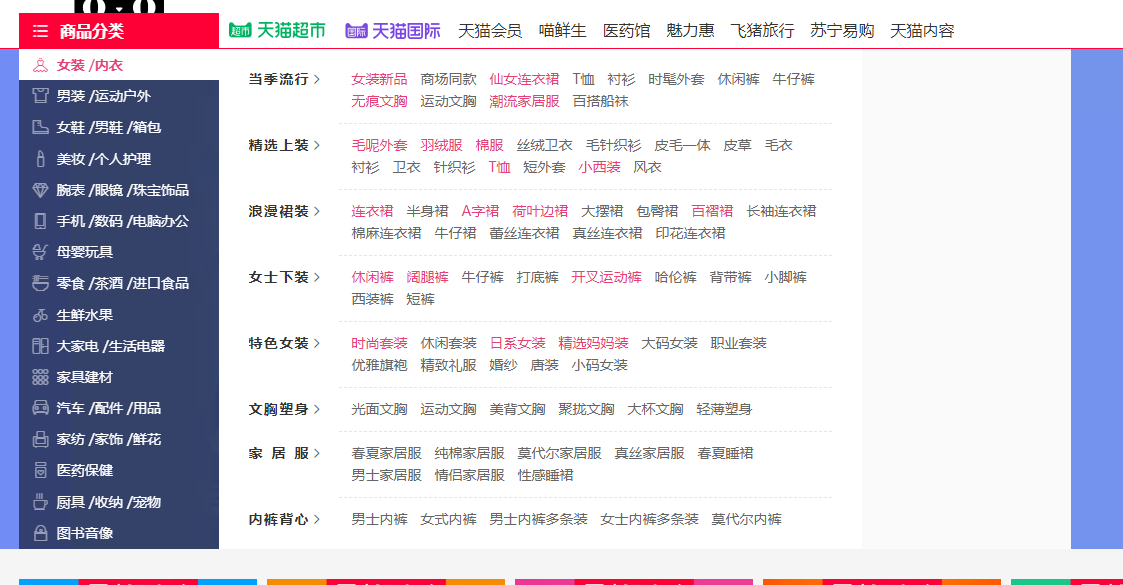 商品分类 天猫超市 国际 天猫国际 天猫会员 喵鲜生 医药馆 魅力惠 飞猪旅行 苏宁易购 天猫内容
女装 /内衣
男装 /运动户外
女鞋 /男鞋 /箱包
美妆 /个人护理
腕表 /眼镜 /珠宝饰品
手机 /数码 /电脑办公
母婴玩具
零食 /茶酒 /进口食品
生鲜水果
大家电 /生活电器
家具建材
汽车 /配件 /用品
家纺 /家饰 /鲜花
医药保健
厨具 /收纳 /宠物
图书音像
当季流行 > 女装新品 商场同款 仙女连衣裙 T恤 衬衫 时髦外套 休闲裤 牛仔裤
无痕文胸 运动文胸 潮流家居服 百搭船袜
精选上装 > 毛呢外套 羽绒服 棉服 丝绒卫衣 毛针织衫 皮毛一体 皮草 毛衣
衬衫 卫衣 针织衫 T恤 短外套 小西装 风衣
浪漫裙装 > 连衣裙 半身裙 A字裙 荷叶边裙 大摆裙 包臀裙 百褶裙 长袖连衣裙
棉麻连衣裙 牛仔裙 蕾丝连衣裙 真丝连衣裙 印花连衣裙
女士下装 > 休闲裤 阔腿裤 牛仔裤 打底裤 开叉运动裤 哈伦裤 背带裤 小脚裤
西装裤 短裤
特色女装 > 时尚套装 休闲套装 日系女装 精选妈妈装 大码女装 职业套装
优雅旗袍 精致礼服 婚纱 唐装 小码女装
文胸塑身 > 光面文胸 运动文胸 美背文胸 聚拢文胸 大杯文胸 轻薄塑身
家 居 服 > 春夏家居服 纯棉家居服 莫代尔家居服 真丝家居服 春夏睡裙
男士家居服 情侣家居服 性感睡裙
内裤背心 > 男士内裤 女式内裤 男士内裤多条装 女士内裤多条装 莫代尔内裤